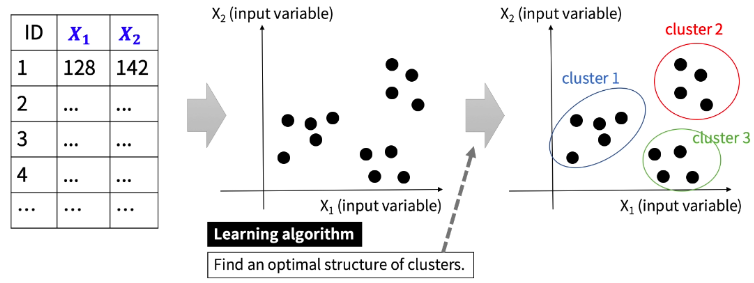 ID X₁ X₂
1 128 142
2 ... ...
3 ... ...
4 ... ...
... ... ...
X₂ (input variable)
X₁ (input variable)
Learning algorithm
Find an optimal structure of clusters.
X₂ (input variable)
cluster 2
cluster 1
cluster 3
X₁ (input variable)